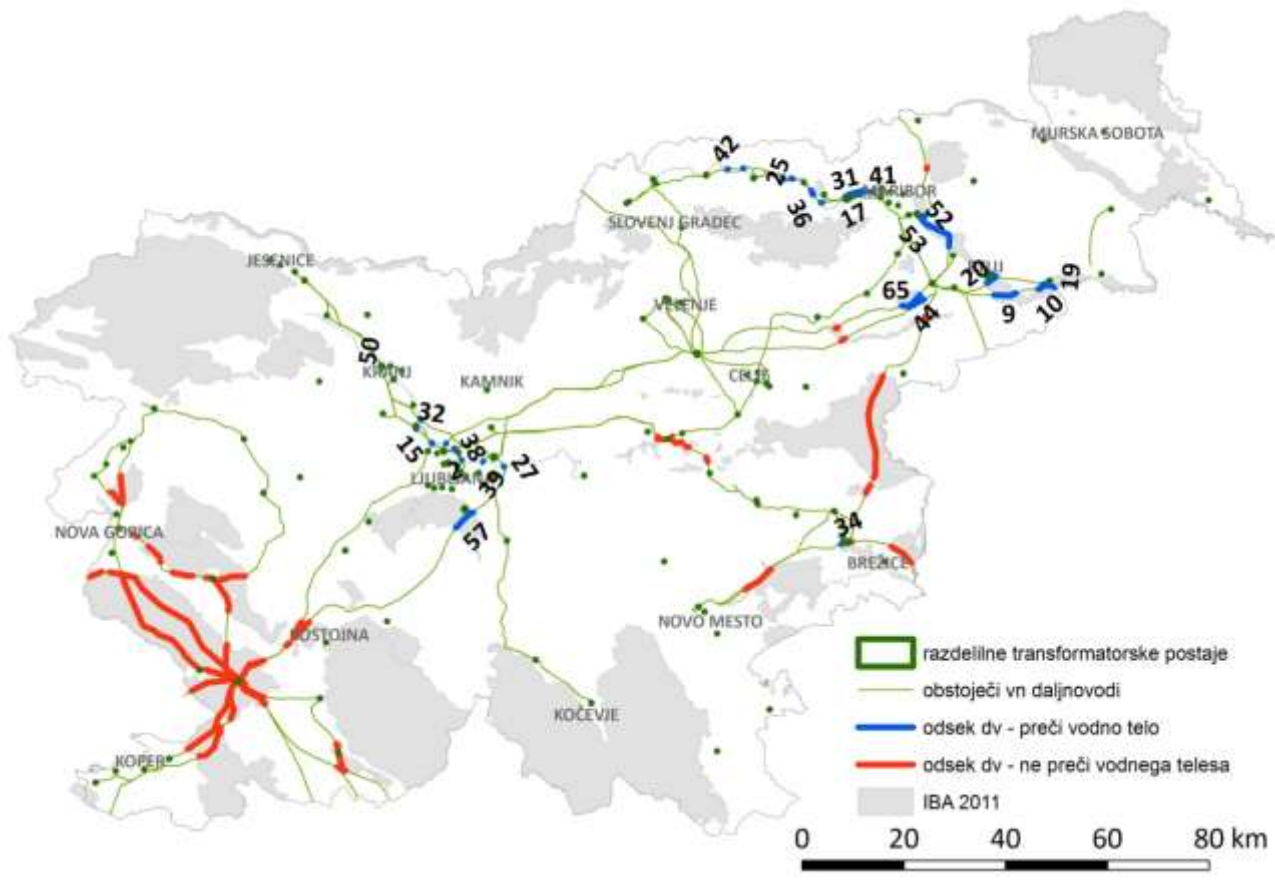 MURSKA SOBOTA
42
25
31
41
MARIBOR
36
17
SLOVENJ GRADEC
52
53
JESENICE
20
PTUJ
19
VELENJE
65
44
9
10
50
KRANJ
KAMNIK
CELJE
32
15
38
27
LJUBLJANA
39
57
NOVA GORICA
34
BREŽICE
NOVO MESTO
POSTOJNA
KOČEVJE
KOPER
razdelilne transformatorske postaje
obstoječi vn daljnovodi
odsek dv - preči vodno telo
odsek dv - ne preči vodnega telesa
IBA 2011
0 20 40 60 80 km